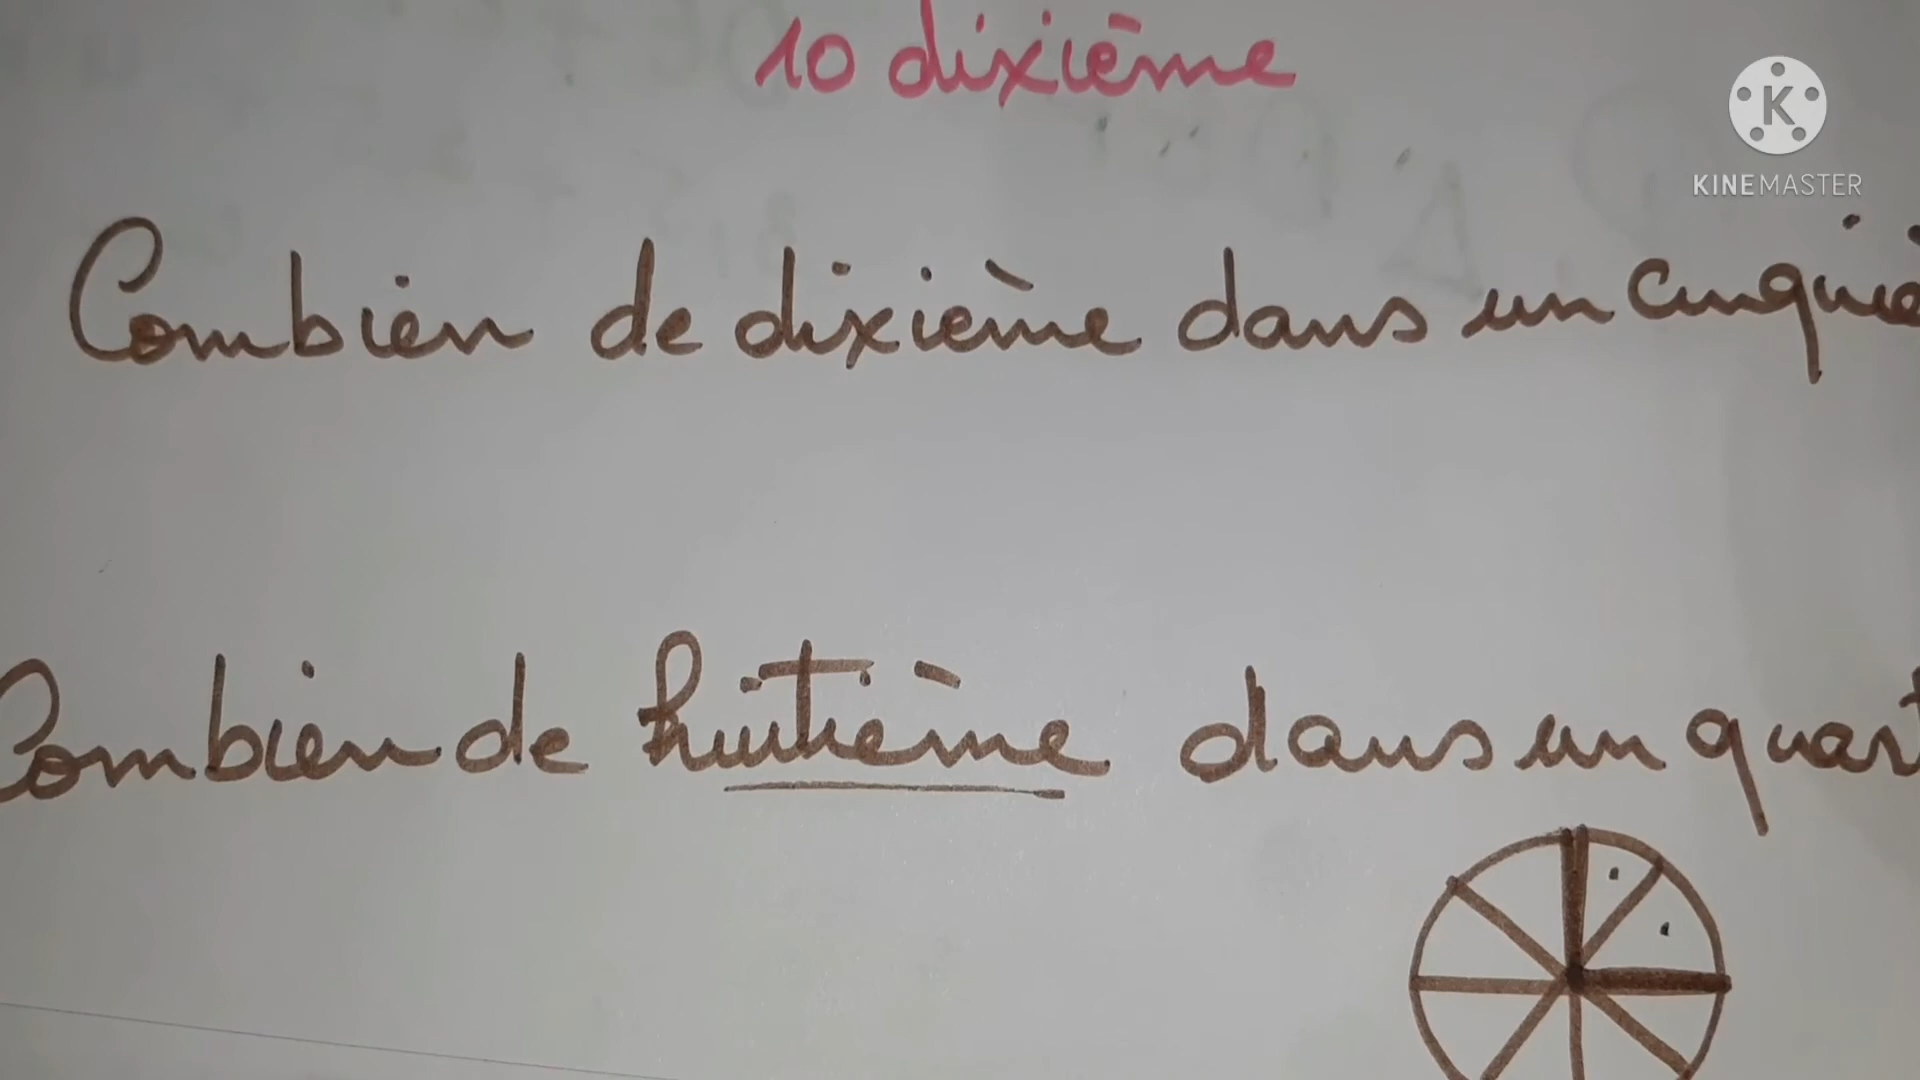 10 dixième
KINEMASTER
Combien de dixième dans un cinquiè
Combien de huitième dans un quart